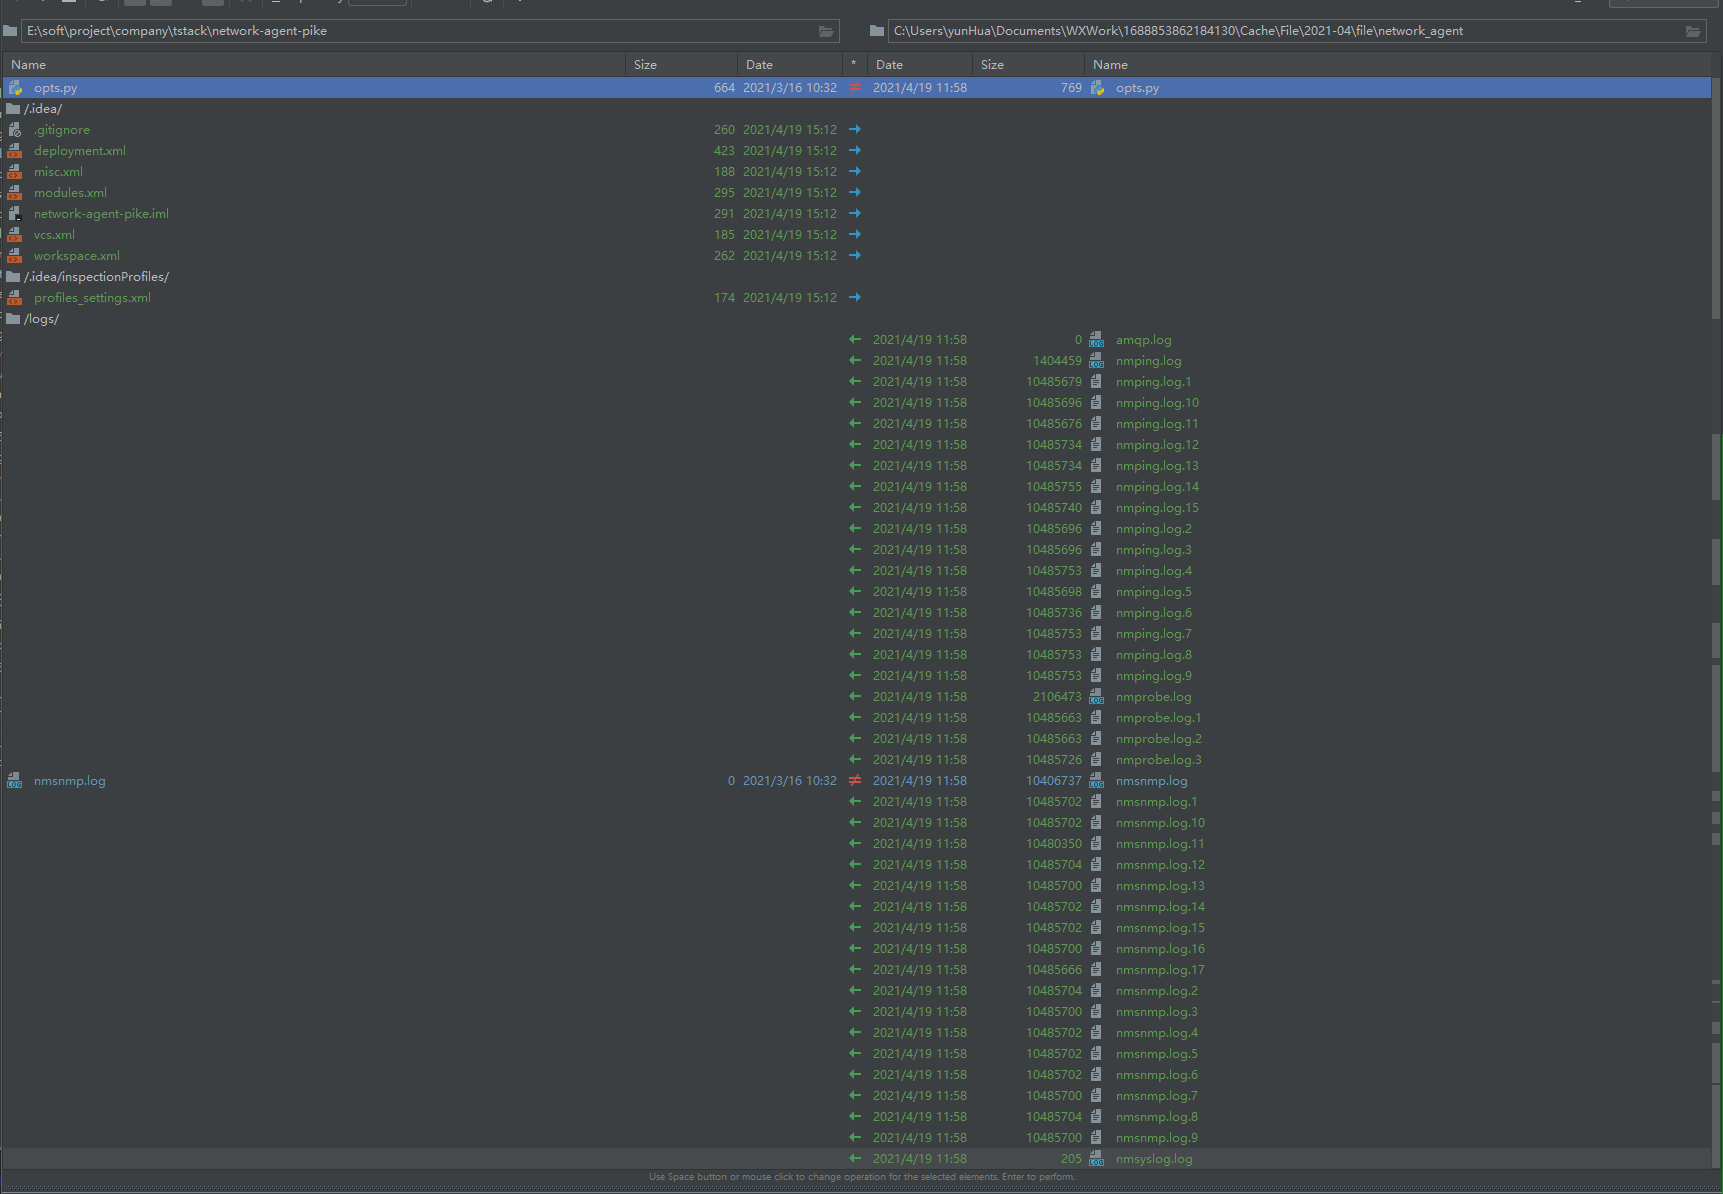 E:\soft\project\company\tstack\network-agent-pike C:\Users\yunHua\Documents\WXWork\1688853862184130\Cache\File\2021-04\file\network_agent
Name Size Date * Date Size Name
opts.py 664 2021/3/16 10:32 ≠ 2021/4/19 11:58 769 opts.py
/.idea/
.gitignore 260 2021/4/19 15:12
deployment.xml 423 2021/4/19 15:12
misc.xml 188 2021/4/19 15:12
modules.xml 295 2021/4/19 15:12
network-agent-pike.iml 291 2021/4/19 15:12
vcs.xml 185 2021/4/19 15:12
workspace.xml 262 2021/4/19 15:12
/.idea/inspectionProfiles/
profiles_settings.xml 174 2021/4/19 15:12
/logs/
2021/4/19 11:58 0 amqp.log
2021/4/19 11:58 1404459 nmping.log
2021/4/19 11:58 10485679 nmping.log.1
2021/4/19 11:58 10485696 nmping.log.10
2021/4/19 11:58 10485676 nmping.log.11
2021/4/19 11:58 10485734 nmping.log.12
2021/4/19 11:58 10485734 nmping.log.13
2021/4/19 11:58 10485755 nmping.log.14
2021/4/19 11:58 10485740 nmping.log.15
2021/4/19 11:58 10485696 nmping.log.2
2021/4/19 11:58 10485696 nmping.log.3
2021/4/19 11:58 10485753 nmping.log.4
2021/4/19 11:58 10485698 nmping.log.5
2021/4/19 11:58 10485736 nmping.log.6
2021/4/19 11:58 10485753 nmping.log.7
2021/4/19 11:58 10485753 nmping.log.8
2021/4/19 11:58 10485753 nmping.log.9
2021/4/19 11:58 2106473 nmprobe.log
2021/4/19 11:58 10485663 nmprobe.log.1
2021/4/19 11:58 10485663 nmprobe.log.2
2021/4/19 11:58 10485726 nmprobe.log.3
nmsnmp.log 0 2021/3/16 10:32 ≠ 2021/4/19 11:58 10406737 nmsnmp.log
2021/4/19 11:58 10485702 nmsnmp.log.1
2021/4/19 11:58 10485702 nmsnmp.log.10
2021/4/19 11:58 10480350 nmsnmp.log.11
2021/4/19 11:58 10485704 nmsnmp.log.12
2021/4/19 11:58 10485700 nmsnmp.log.13
2021/4/19 11:58 10485702 nmsnmp.log.14
2021/4/19 11:58 10485702 nmsnmp.log.15
2021/4/19 11:58 10485700 nmsnmp.log.16
2021/4/19 11:58 10485666 nmsnmp.log.17
2021/4/19 11:58 10485704 nmsnmp.log.2
2021/4/19 11:58 10485700 nmsnmp.log.3
2021/4/19 11:58 10485702 nmsnmp.log.4
2021/4/19 11:58 10485702 nmsnmp.log.5
2021/4/19 11:58 10485702 nmsnmp.log.6
2021/4/19 11:58 10485700 nmsnmp.log.7
2021/4/19 11:58 10485704 nmsnmp.log.8
2021/4/19 11:58 10485700 nmsnmp.log.9
2021/4/19 11:58 205 nmsyslog.log
Use Space button or mouse click to change operation for the selected elements. Enter to perform.